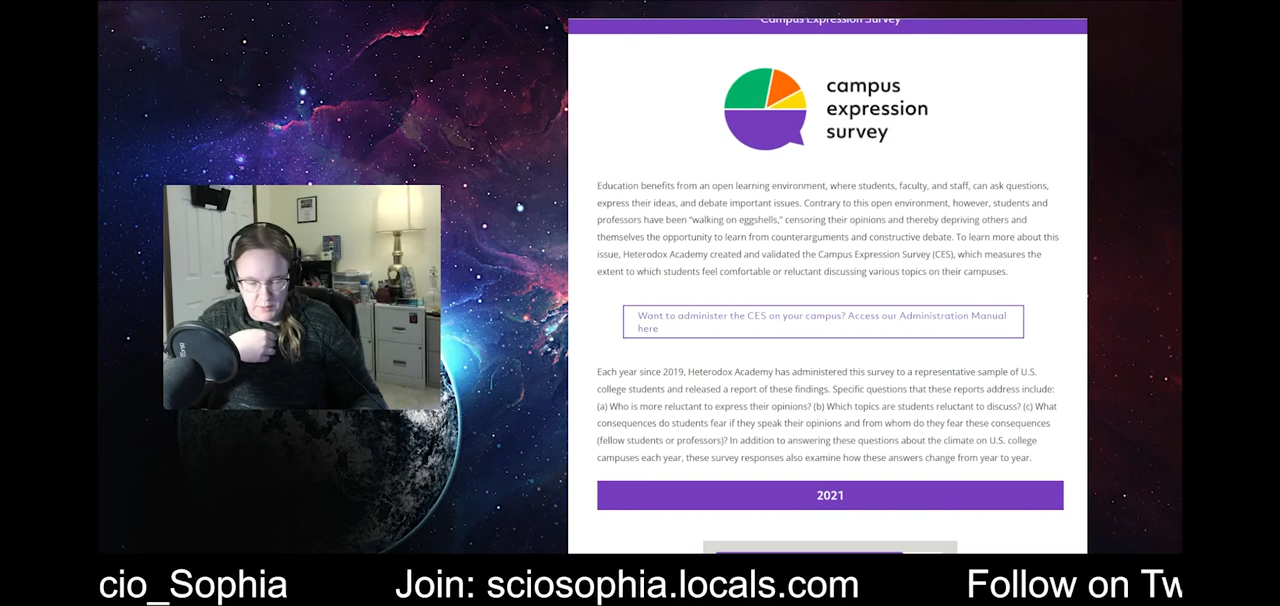 Campus Expression Survey
campus
expression
survey
Education benefits from an open learning environment, where students, faculty, and staff, can ask questions,
express their ideas, and debate important issues. Contrary to this open environment, however, students and
professors have been "walking on eggshells," censoring their opinions and thereby depriving others and
themselves the opportunity to learn from counterarguments and constructive debate. To learn more about this
issue, Heterodox Academy created and validated the Campus Expression Survey (CES), which measures the
extent to which students feel comfortable or reluctant discussing various topics on their campuses.
Want to administer the CES on your campus? Access our Administration Manual
here
Each year since 2019, Heterodox Academy has administered this survey to a representative sample of U.S.
college students and released a report of these findings. Specific questions that these reports address include:
(a) Who is more reluctant to express their opinions? (b) Which topics are students reluctant to discuss? (c) What
consequences do students fear if they speak their opinions and from whom do they fear these consequences
(fellow students or professors)? In addition to answering these questions about the climate on U.S. college
campuses each year, these survey responses also examine how these answers change from year to year.
2021
cio_Sophia Join: sciosophia.locals.com Follow on Tw